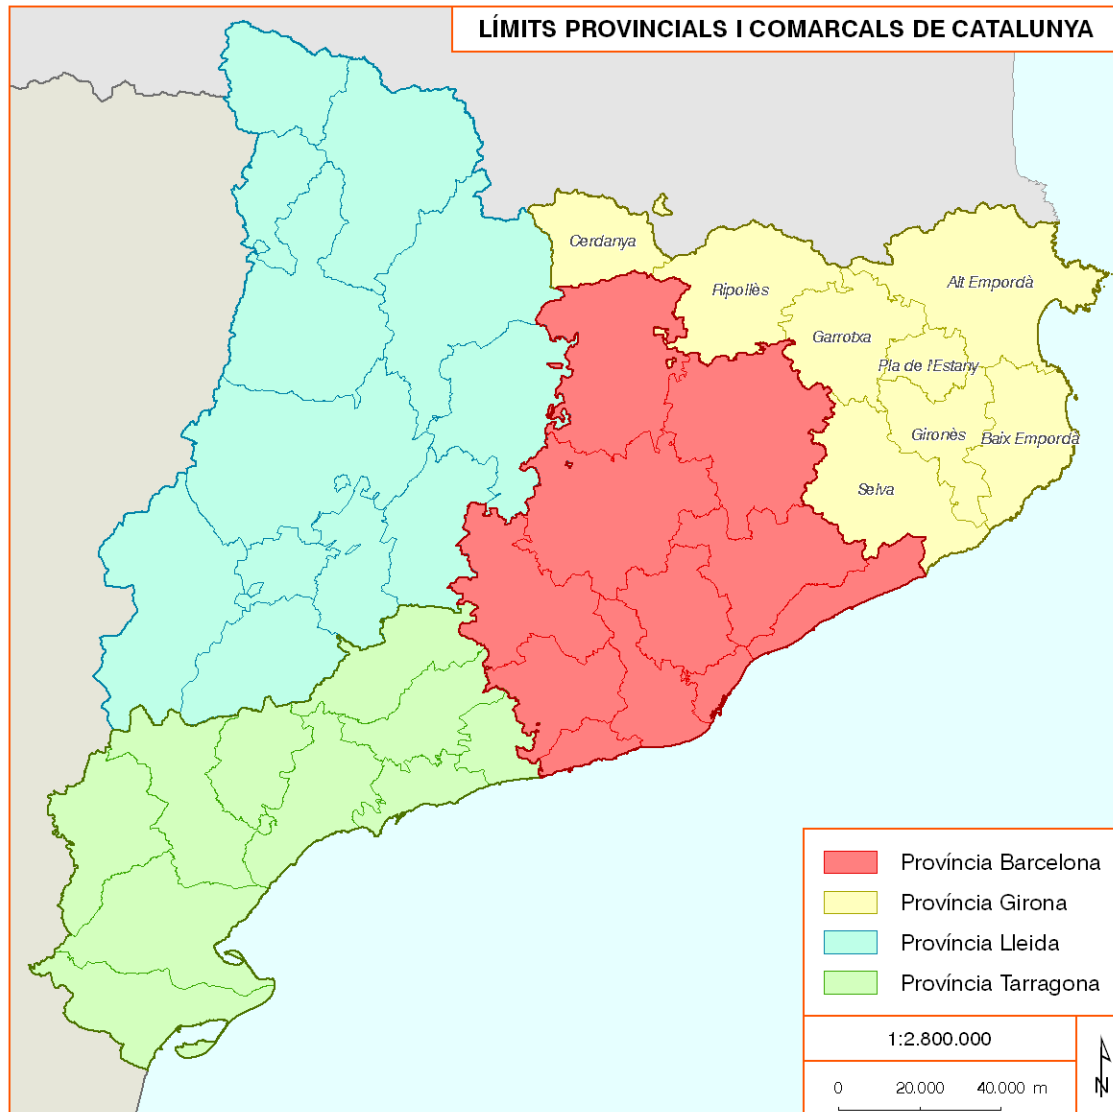 LÍMITS PROVINCIALS I COMARCALS DE CATALUNYA
Cerdanya
Ripollès
Alt Empordà
Garrotxa
Pla de l'Estany
Gironès
Baix Empordà
Selva
Província Barcelona
Província Girona
Província Lleida
Província Tarragona
1:2.800.000
0 20.000 40.000 m
N